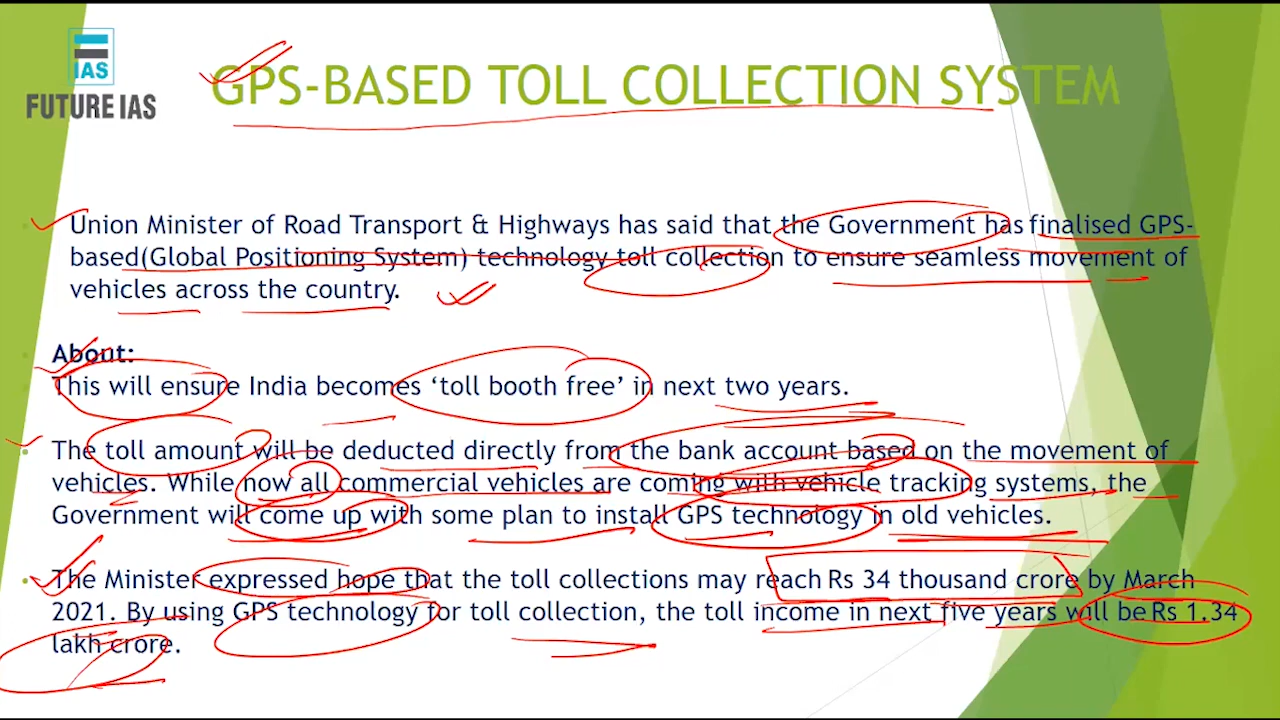 IAS
FUTURE IAS
GPS-BASED TOLL COLLECTION SYSTEM
Union Minister of Road Transport & Highways has said that the Government has finalised GPS-
based(Global Positioning System) technology toll collection to ensure seamless movement of
vehicles across the country.
About:
This will ensure India becomes ‘toll booth free’ in next two years.
The toll amount will be deducted directly from the bank account based on the movement of
vehicles. While now all commercial vehicles are coming with vehicle tracking systems, the
Government will come up with some plan to install GPS technology in old vehicles.
The Minister expressed hope that the toll collections may reach Rs 34 thousand crore by March
2021. By using GPS technology for toll collection, the toll income in next five years will be Rs 1.34
lakh crore.